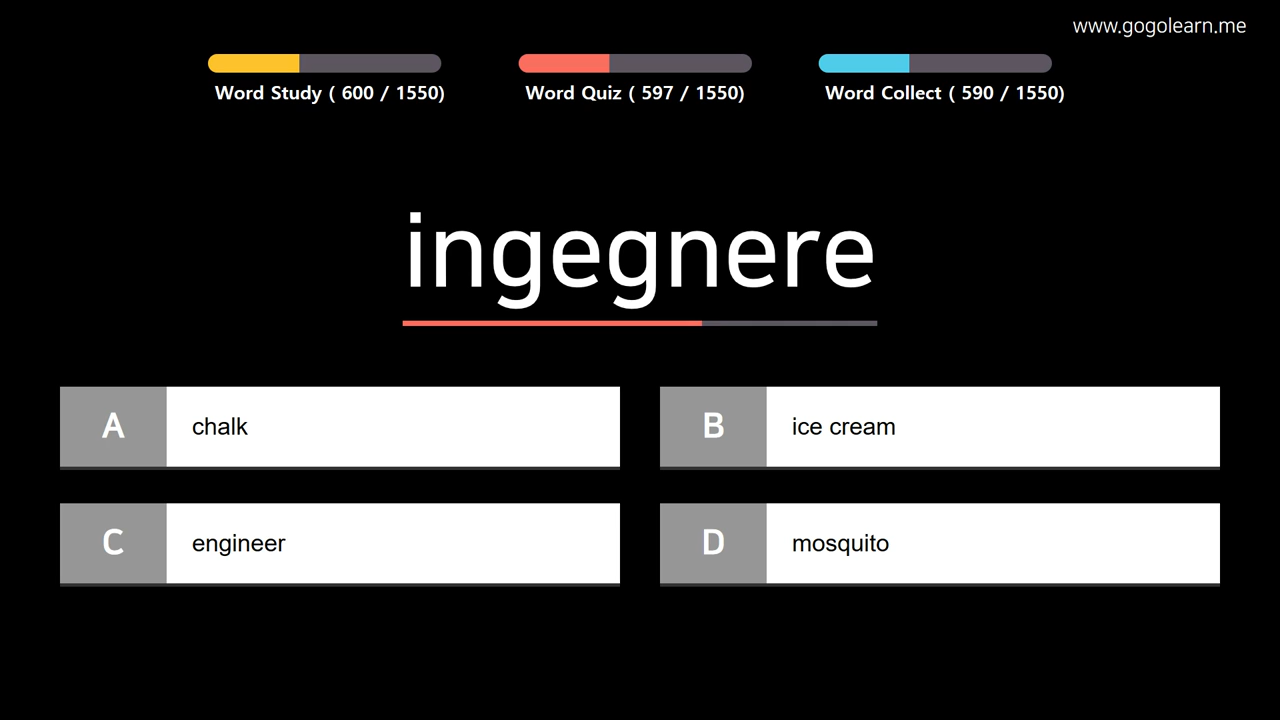 www.gogolearn.me
Word Study ( 600 / 1550)
Word Quiz ( 597 / 1550)
Word Collect ( 590 / 1550)
ingegnere
A chalk
B ice cream
C engineer
D mosquito